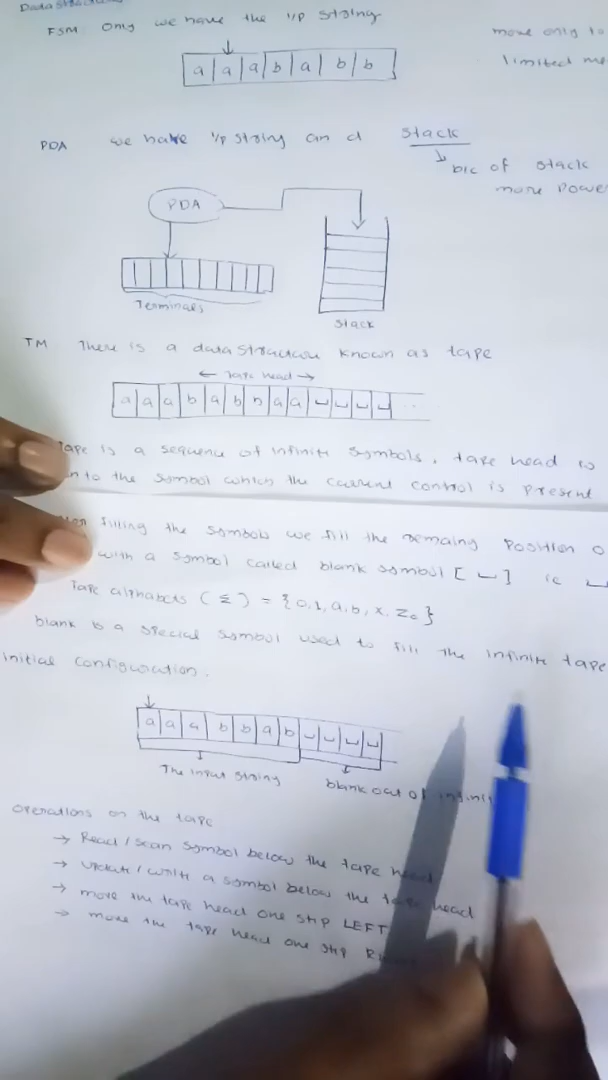 Data Structure
FSM Only we have the i/p string
move only to
limited me
a a a b a b b
PDA we have i/p string an d stack
b/c of stack
more Powe
PDA
Terminals
Stack
TM There is a data structure known as tape
← Tape head →
a a a b a b b a a ⌴ ⌴ ⌴ ⌴ ...
Tape is a sequence of infinite symbols, tape head is
to the symbol which the current control is present
filling the symbols we fill the remaing Position o
with a symbol called blank symbol [ ⌴ ] ie ⌴
Tape alphabets ( Σ ) = {0,1,a,b,x,Z₀}
blank is a special symbol used to fill the infinite tape
initial configuration.
a a a b b a b ⌴ ⌴ ⌴ ⌴
The input string
blank out of infinit
operations on the tape
→ Read / scan symbol below the tape head
→ update / write a symbol below the tape head
→ move the tape head one step LEFT
→ move the tape head one step